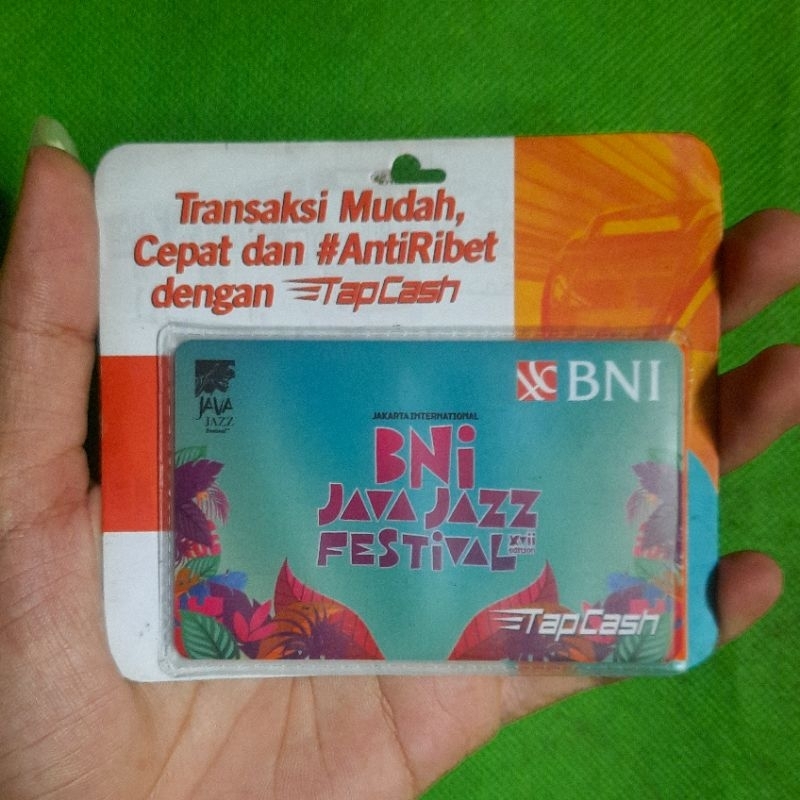 Transaksi Mudah,
Cepat dan #AntiRibet
dengan TapCash
JAVA
JAZZ
Festival
BNI
JAKARTA INTERNATIONAL
BNi
JAVA JAZZ
FESTiVAL xvii
edition
TapCash